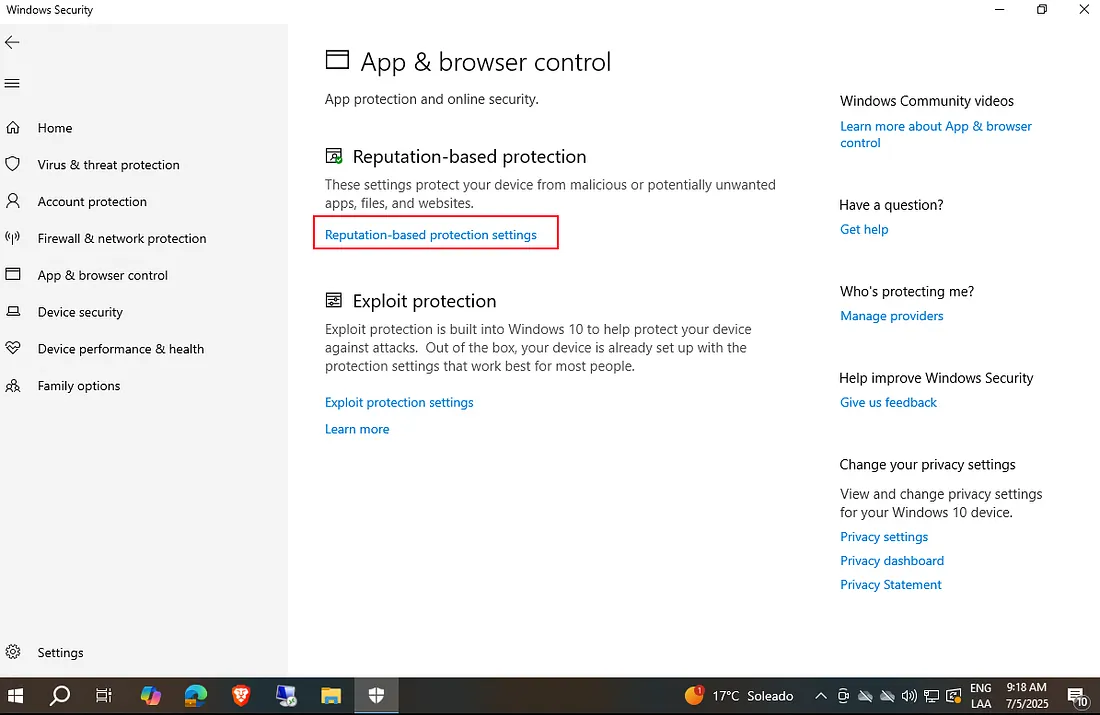 Windows Security
Home
Virus & threat protection
Account protection
Firewall & network protection
App & browser control
Device security
Device performance & health
Family options
Settings
App & browser control
App protection and online security.
Reputation-based protection
These settings protect your device from malicious or potentially unwanted
apps, files, and websites.
Reputation-based protection settings
Exploit protection
Exploit protection is built into Windows 10 to help protect your device
against attacks.  Out of the box, your device is already set up with the
protection settings that work best for most people.
Exploit protection settings
Learn more
Windows Community videos
Learn more about App & browser
control
Have a question?
Get help
Who's protecting me?
Manage providers
Help improve Windows Security
Give us feedback
Change your privacy settings
View and change privacy settings
for your Windows 10 device.
Privacy settings
Privacy dashboard
Privacy Statement
1
17°C Soleado
ENG
LAA
9:18 AM
7/5/2025
10